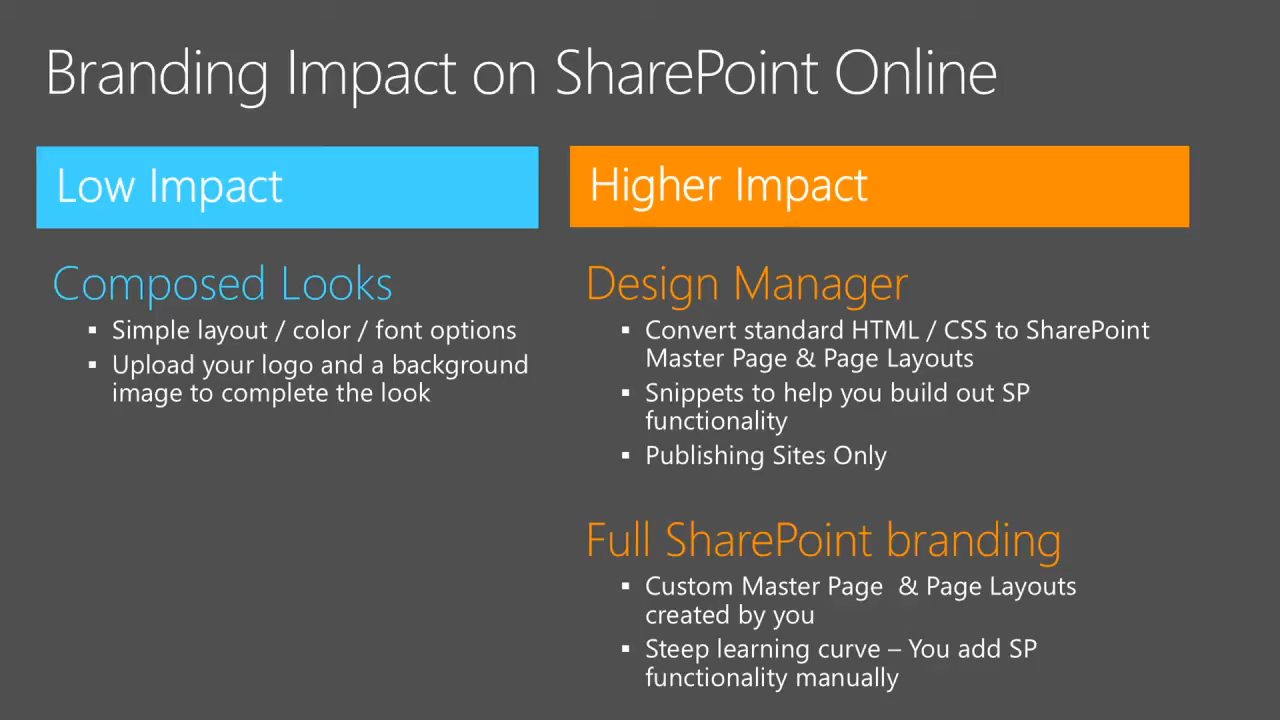 Branding Impact on SharePoint Online
Low Impact
Composed Looks
▪ Simple layout / color / font options
▪ Upload your logo and a background
image to complete the look
Higher Impact
Design Manager
▪ Convert standard HTML / CSS to SharePoint
Master Page & Page Layouts
▪ Snippets to help you build out SP
functionality
▪ Publishing Sites Only
Full SharePoint branding
▪ Custom Master Page  & Page Layouts
created by you
▪ Steep learning curve – You add SP
functionality manually